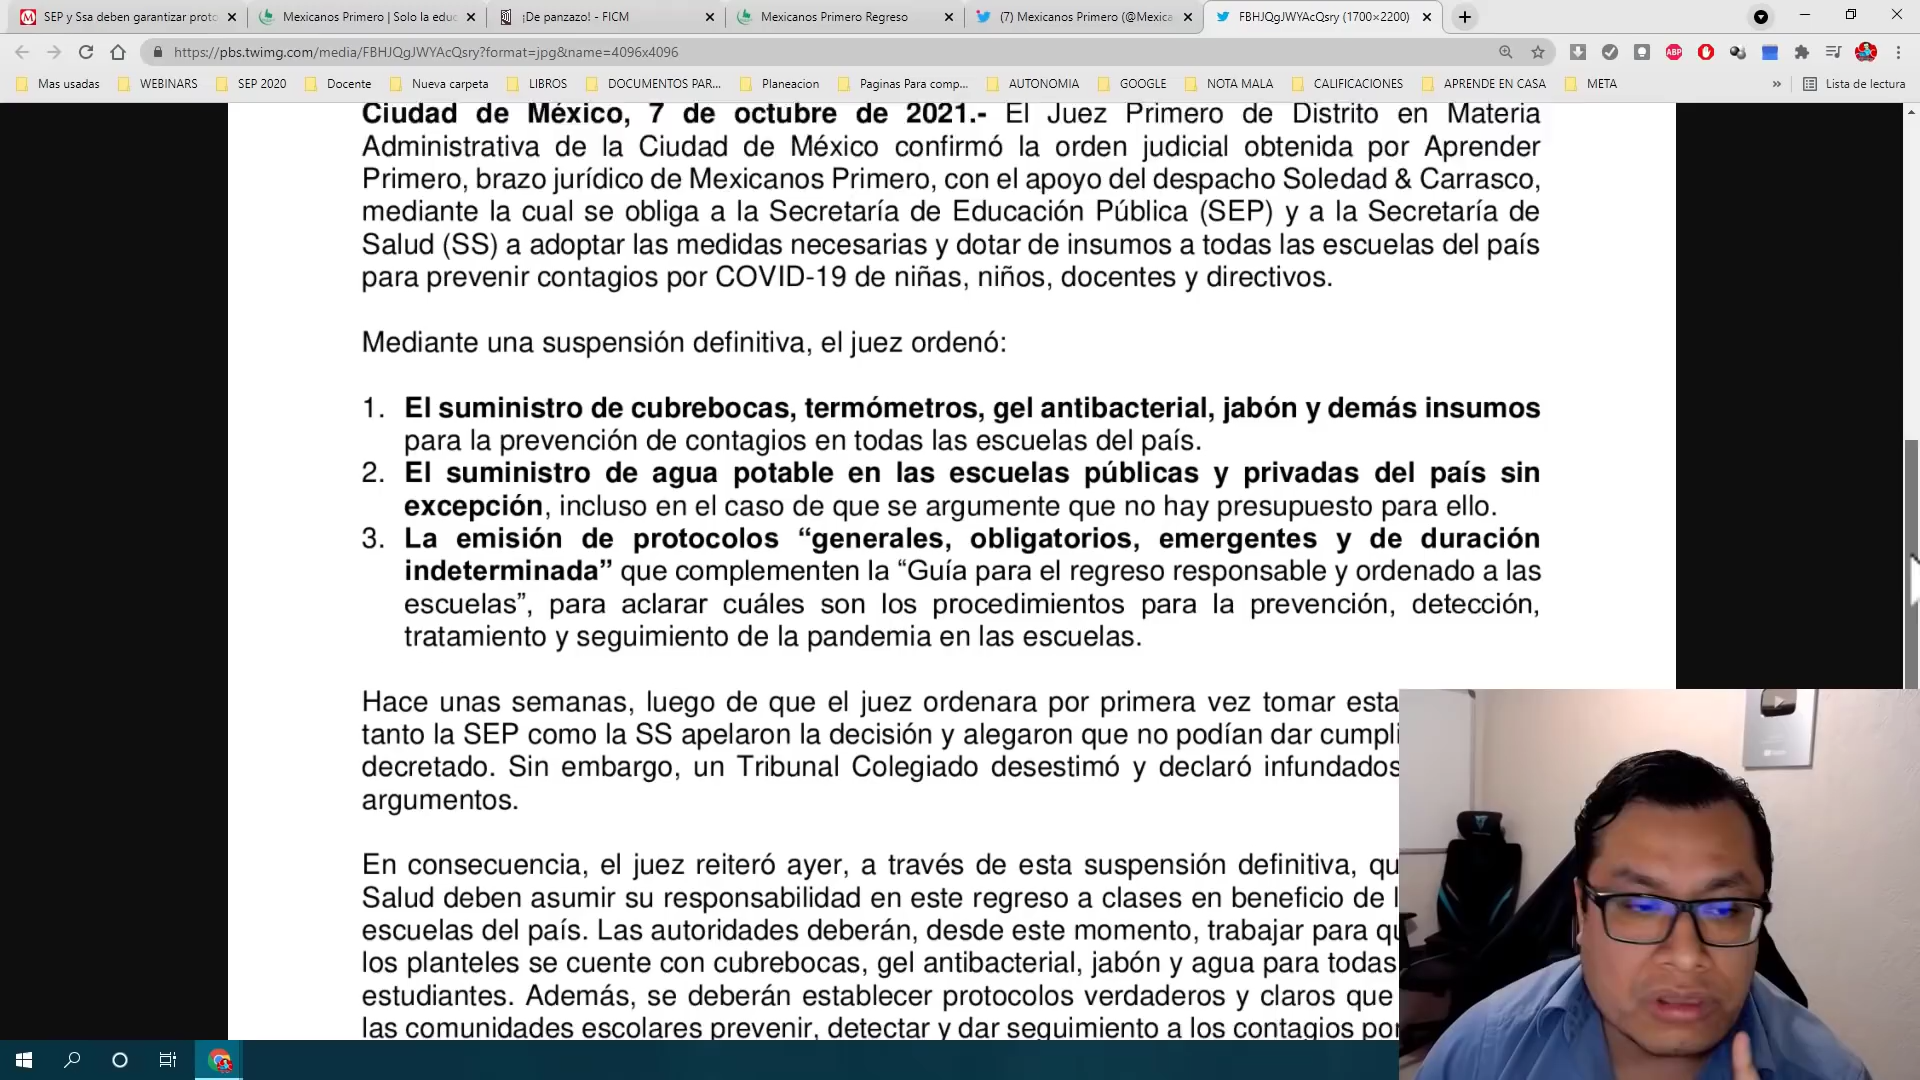 SEP y Ssa deben garantizar proto
Mexicanos Primero | Solo la educ
¡De panzazo! - FICM
Mexicanos Primero Regreso
(7) Mexicanos Primero (@Mexica
FBHJQgJWYAcQsry (1700×2200)
https://pbs.twimg.com/media/FBHJQgJWYAcQsry?format=jpg&name=4096x4096
ABP
Mas usadas
WEBINARS
SEP 2020
Docente
Nueva carpeta
LIBROS
DOCUMENTOS PAR...
Planeacion
Paginas Para comp...
AUTONOMIA
GOOGLE
NOTA MALA
CALIFICACIONES
APRENDE EN CASA
META
»
Lista de lectura
Ciudad de México, 7 de octubre de 2021.- El Juez Primero de Distrito en Materia
Administrativa de la Ciudad de México confirmó la orden judicial obtenida por Aprender
Primero, brazo jurídico de Mexicanos Primero, con el apoyo del despacho Soledad & Carrasco,
mediante la cual se obliga a la Secretaría de Educación Pública (SEP) y a la Secretaría de
Salud (SS) a adoptar las medidas necesarias y dotar de insumos a todas las escuelas del país
para prevenir contagios por COVID-19 de niñas, niños, docentes y directivos.
Mediante una suspensión definitiva, el juez ordenó:
1. El suministro de cubrebocas, termómetros, gel antibacterial, jabón y demás insumos
para la prevención de contagios en todas las escuelas del país.
2. El suministro de agua potable en las escuelas públicas y privadas del país sin
excepción, incluso en el caso de que se argumente que no hay presupuesto para ello.
3. La emisión de protocolos “generales, obligatorios, emergentes y de duración
indeterminada” que complementen la “Guía para el regreso responsable y ordenado a las
escuelas”, para aclarar cuáles son los procedimientos para la prevención, detección,
tratamiento y seguimiento de la pandemia en las escuelas.
Hace unas semanas, luego de que el juez ordenara por primera vez tomar esta
tanto la SEP como la SS apelaron la decisión y alegaron que no podían dar cumpli
decretado. Sin embargo, un Tribunal Colegiado desestimó y declaró infundados
argumentos.
En consecuencia, el juez reiteró ayer, a través de esta suspensión definitiva, qu
Salud deben asumir su responsabilidad en este regreso a clases en beneficio de l
escuelas del país. Las autoridades deberán, desde este momento, trabajar para qu
los planteles se cuente con cubrebocas, gel antibacterial, jabón y agua para todas
estudiantes. Además, se deberán establecer protocolos verdaderos y claros que
las comunidades escolares prevenir, detectar y dar seguimiento a los contagios por